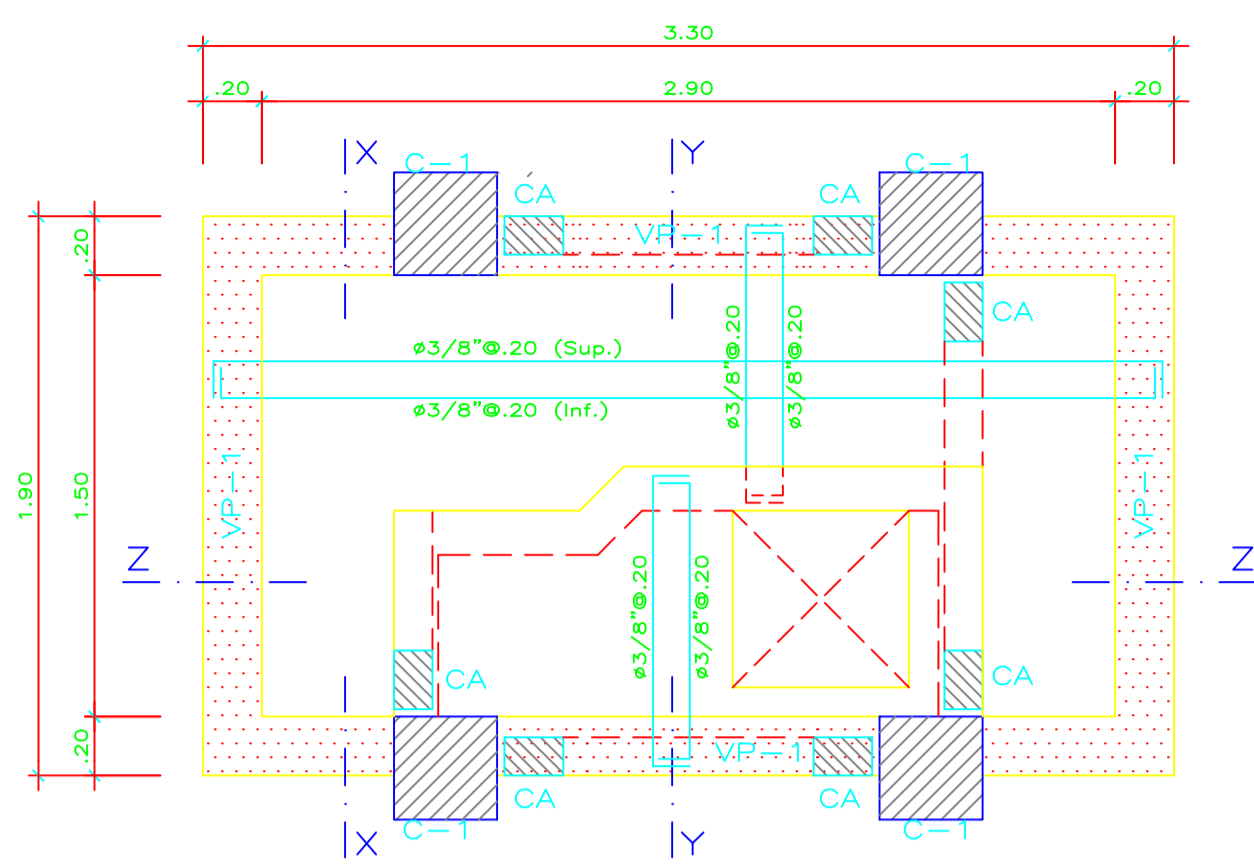 3.30
.20
2.90
.20
X
Y
C-1
C-1
CA
CA
.20
VP-1
CA
ø3/8"@.20 (Sup.)
ø3/8"@.20
ø3/8"@.20
ø3/8"@.20 (Inf.)
1.90
1.50
VP-1
VP-1
Z
Z
ø3/8"@.20
ø3/8"@.20
CA
CA
.20
VP-1
CA
CA
C-1
C-1
X
Y